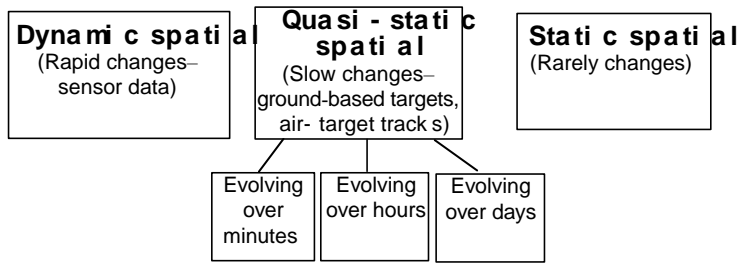 Dynamic spatial
(Rapid changes–
sensor data)
Quasi - static
spatial
(Slow changes–
ground-based targets,
air- target tracks)
Static spatial
(Rarely changes)
Evolving
over
minutes
Evolving
over hours
Evolving
over days